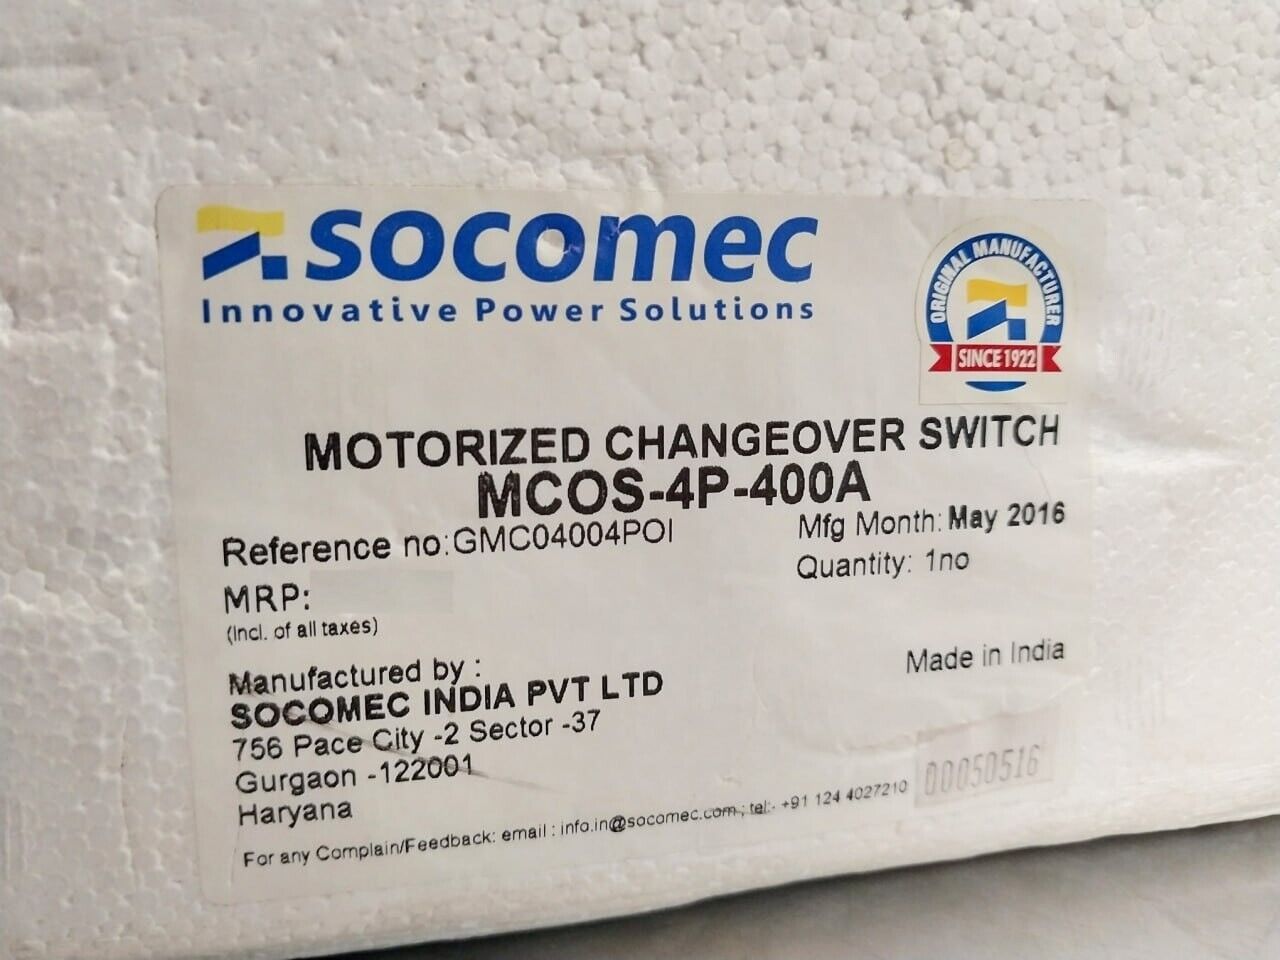 socomec
Innovative Power Solutions
ORIGINAL MANUFACTURER
SINCE 1922
MOTORIZED CHANGEOVER SWITCH
MCOS-4P-400A
Reference no:GMC04004POI
Mfg Month: May 2016
Quantity: 1no
MRP:
(Incl. of all taxes)
Manufactured by :
SOCOMEC INDIA PVT LTD
756 Pace City -2 Sector -37
Gurgaon -122001
Haryana
Made in India
00050516
For any Complain/Feedback: email : info.in@socomec.com ; tel:- +91 124 4027210